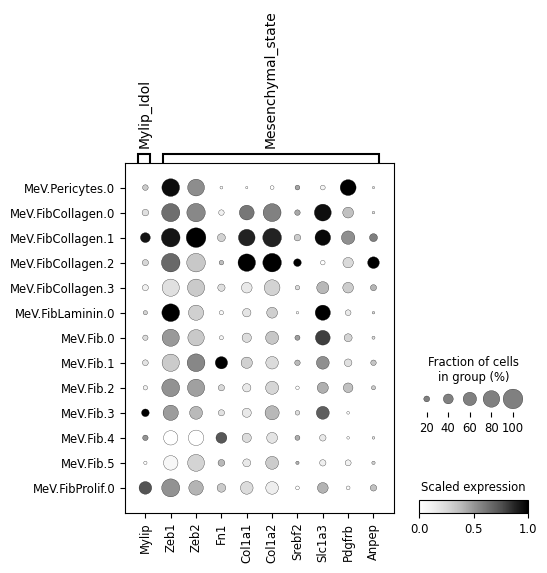 Mylip_Idol
Mesenchymal_state
MeV.Pericytes.0
MeV.FibCollagen.0
MeV.FibCollagen.1
MeV.FibCollagen.2
MeV.FibCollagen.3
MeV.FibLaminin.0
MeV.Fib.0
MeV.Fib.1
MeV.Fib.2
MeV.Fib.3
MeV.Fib.4
MeV.Fib.5
MeV.FibProlif.0
Mylip
Zeb1
Zeb2
Fn1
Col1a1
Col1a2
Srebf2
Slc1a3
Pdgfrb
Anpep
Fraction of cells
in group (%)
20 40 60 80 100
Scaled expression
0.0 0.5 1.0